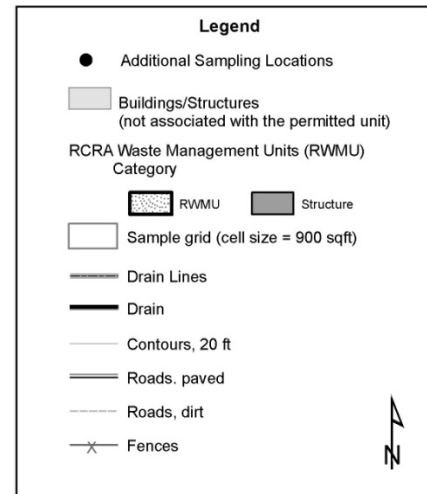 Legend
Additional Sampling Locations
Buildings/Structures
(not associated with the permitted unit)
RCRA Waste Management Units (RWMU)
Category
RWMU Structure
Sample grid (cell size = 900 sqft)
Drain Lines
Drain
Contours, 20 ft
Roads. paved
Roads, dirt
Fences
N